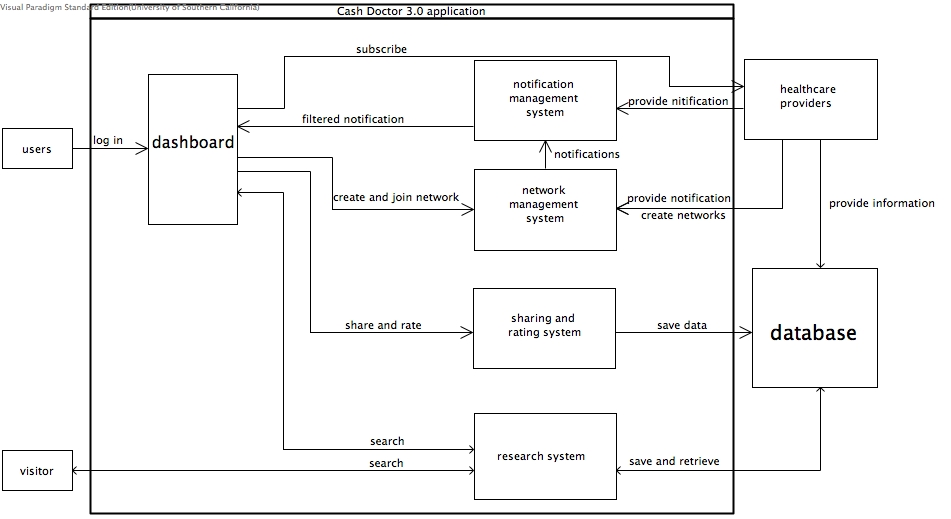 Visual Paradigm Standard Edition(University of Southern California)
Cash Doctor 3.0 application
subscribe
notification
management
system
healthcare
providers
provide nitification
filtered notification
log in
dashboard
users
notifications
network
management
system
create and join network
provide notification
create networks
provide information
sharing and
rating system
share and rate
save data
database
search
research system
search
save and retrieve
visitor